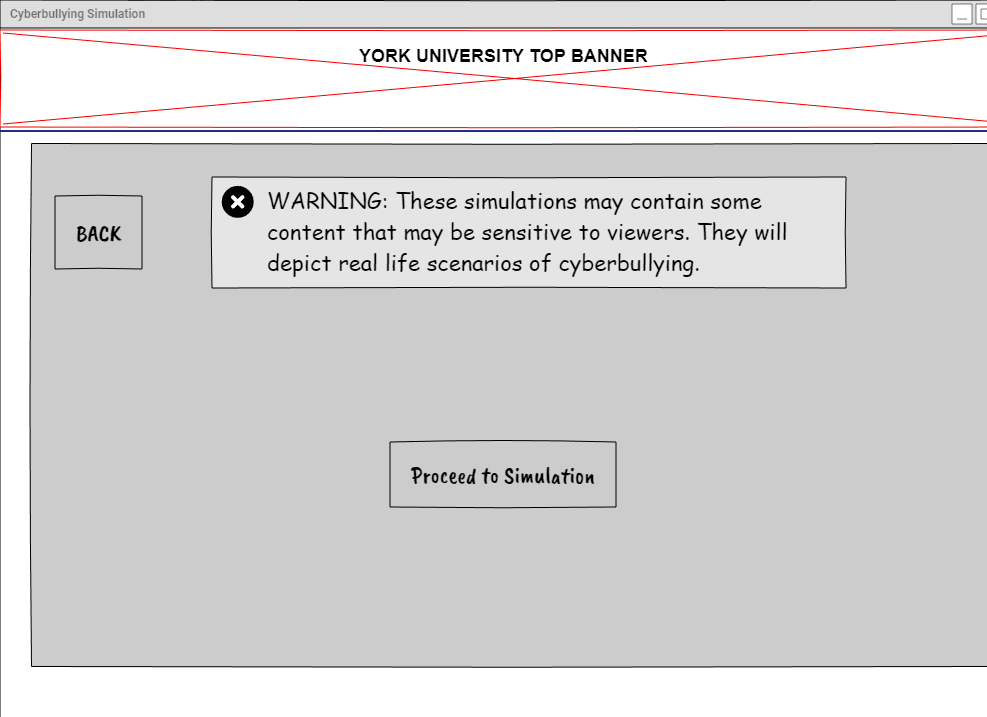 Cyberbullying Simulation
YORK UNIVERSITY TOP BANNER
BACK
WARNING: These simulations may contain some
content that may be sensitive to viewers. They will
depict real life scenarios of cyberbullying.
Proceed to Simulation